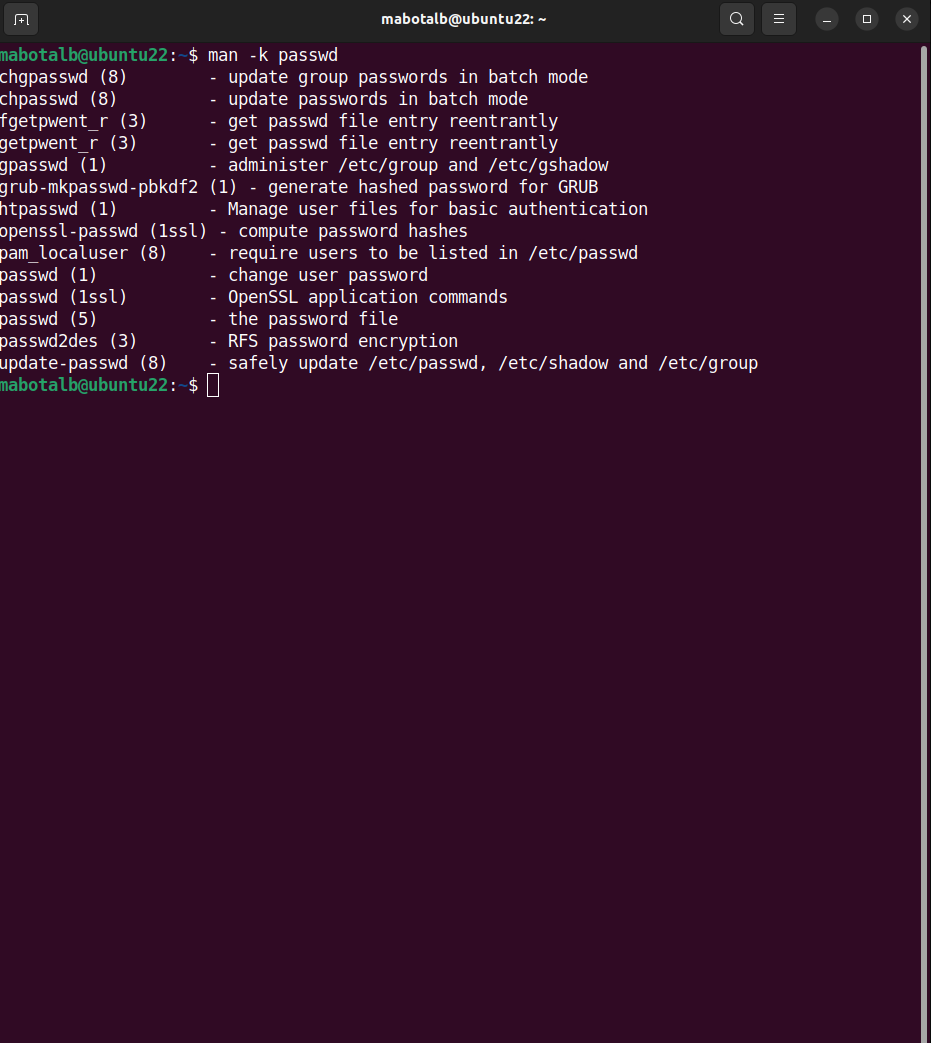 mabotalb@ubuntu22: ~
mabotalb@ubuntu22:~$ man -k passwd
chgpasswd (8)        - update group passwords in batch mode
chpasswd (8)         - update passwords in batch mode
fgetpwent_r (3)      - get passwd file entry reentrantly
getpwent_r (3)       - get passwd file entry reentrantly
gpasswd (1)          - administer /etc/group and /etc/gshadow
grub-mkpasswd-pbkdf2 (1) - generate hashed password for GRUB
htpasswd (1)         - Manage user files for basic authentication
openssl-passwd (1ssl) - compute password hashes
pam_localuser (8)    - require users to be listed in /etc/passwd
passwd (1)           - change user password
passwd (1ssl)        - OpenSSL application commands
passwd (5)           - the password file
passwd2des (3)       - RFS password encryption
update-passwd (8)    - safely update /etc/passwd, /etc/shadow and /etc/group
mabotalb@ubuntu22:~$